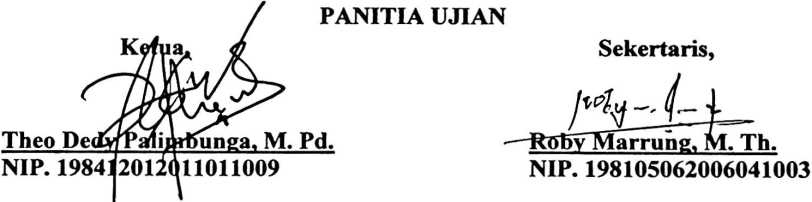 PANITIA UJIAN
Ketua, Sekertaris,
Theo Dedy Palimbunga, M. Pd. Roby Marrung, M. Th.
NIP. 198412012011011009 NIP. 198105062006041003